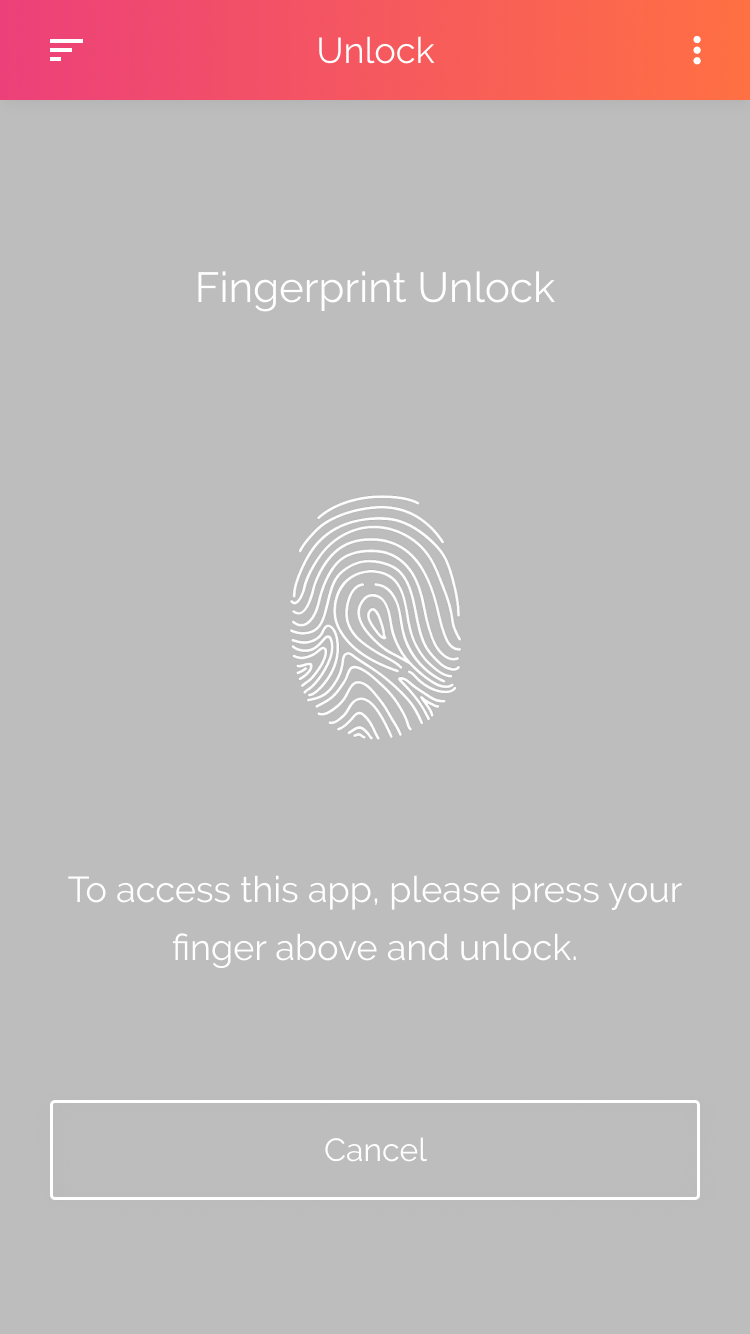 Unlock
Fingerprint Unlock
To access this app, please press your
finger above and unlock.
Cancel